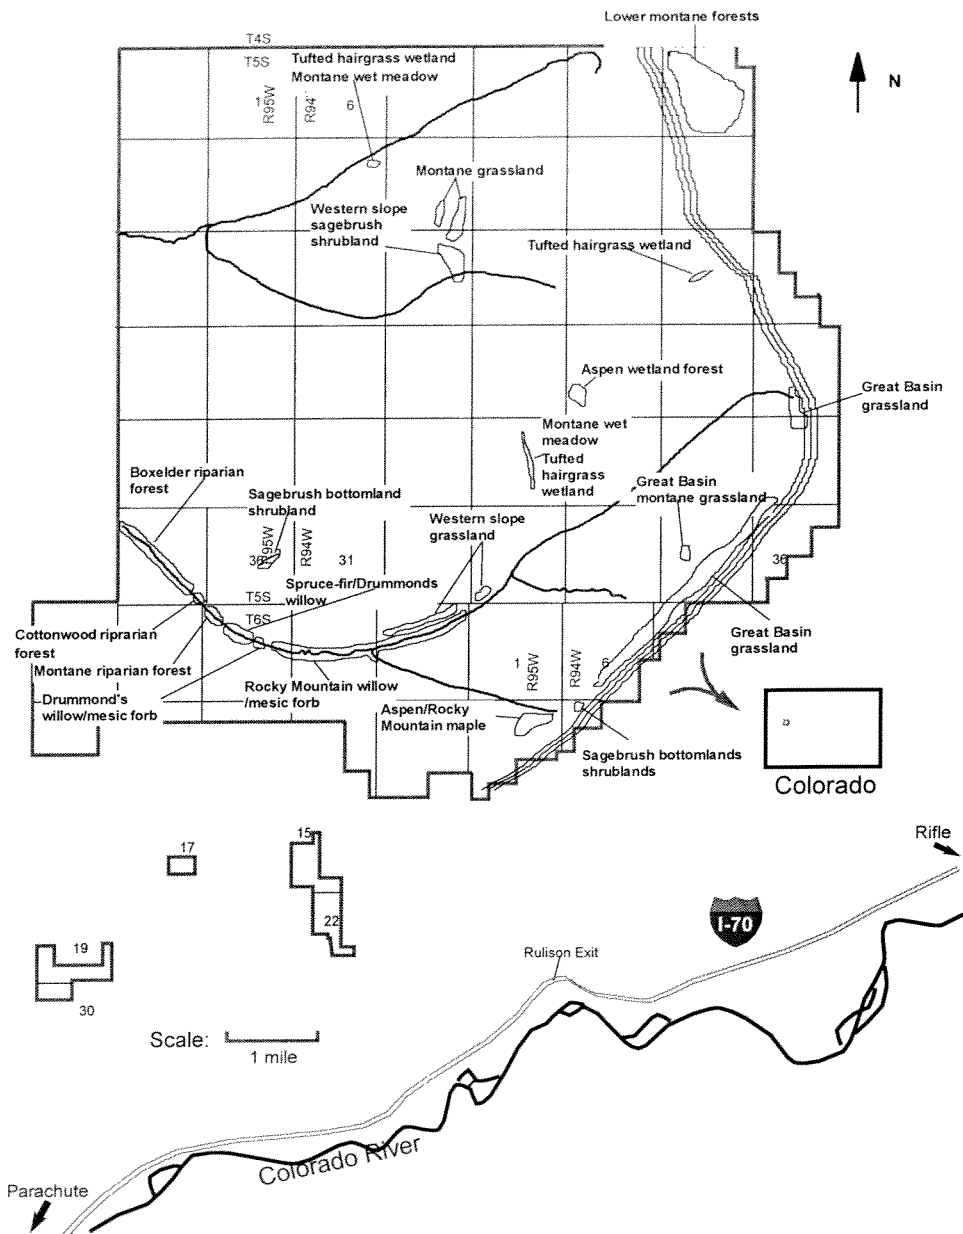 Lower montane forests
T4S
T5S
Tufted hairgrass wetland
Montane wet meadow
N
1
R95W
R94'
6
Montane grassland
Western slope
sagebrush
shrubland
Tufted hairgrass wetland
Aspen wetland forest
Great Basin
grassland
Montane wet
meadow
Tufted
hairgrass
wetland
Boxelder riparian
forest
Sagebrush bottomland
shrubland
Great Basin
montane grassland
Western slope
grassland
36
R95W
R94W
31
36
Spruce-fir/Drummonds
willow
T5S
T6S
Cottonwood riprarian
forest
Montane riparian forest
Drummond's
willow/mesic forb
Rocky Mountain willow
/mesic forb
1
R95W
R94W
6
Great Basin
grassland
Aspen/Rocky
Mountain maple
Sagebrush bottomlands
shrublands
Colorado
17
15
22
19
30
Rifle
I-70
Rulison Exit
Scale:
1 mile
Colorado River
Parachute